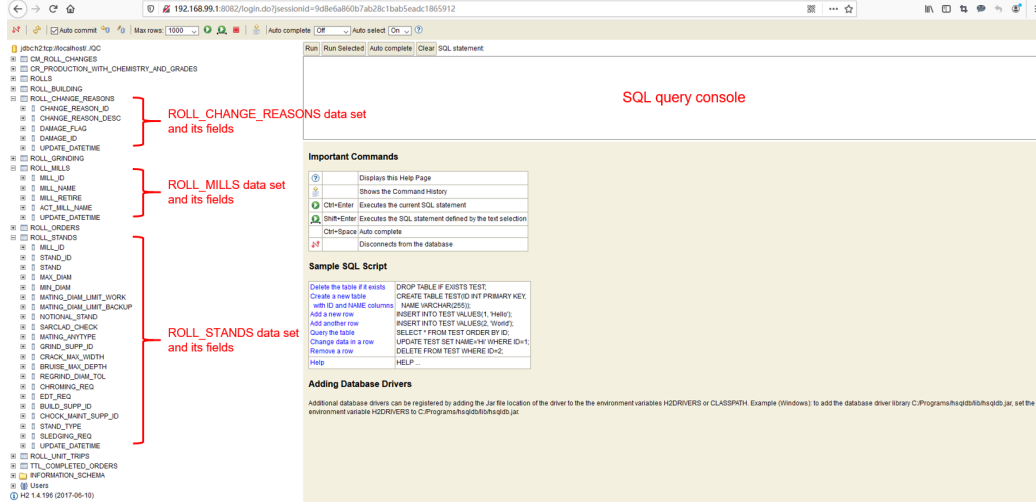 192.168.99.1:8082/login.do?jsessionid=9d8e6a860b7ab28c1bab5eadc1865912
Auto commit Max rows: 1000 Auto complete Off Auto select On
jdbc:h2:tcp://localhost/../QC
CM_ROLL_CHANGES
CR_PRODUCTION_WITH_CHEMISTRY_AND_GRADES
ROLLS
ROLL_BUILDING
ROLL_CHANGE_REASONS
CHANGE_REASON_ID
CHANGE_REASON_DESC
DAMAGE_FLAG
DAMAGE_ID
UPDATE_DATETIME
ROLL_GRINDING
ROLL_MILLS
MILL_ID
MILL_NAME
MILL_RETIRE
ACT_MILL_NAME
UPDATE_DATETIME
ROLL_ORDERS
ROLL_STANDS
MILL_ID
STAND_ID
STAND
MAX_DIAM
MIN_DIAM
MATING_DIAM_LIMIT_WORK
MATING_DIAM_LIMIT_BACKUP
NOTIONAL_STAND
SARCLAD_CHECK
MATING_ANYTYPE
GRIND_SUPP_ID
CRACK_MAX_WIDTH
BRUISE_MAX_DEPTH
REGRIND_DIAM_TOL
CHROMING_REQ
EDT_REQ
BUILD_SUPP_ID
CHOCK_MAINT_SUPP_ID
STAND_TYPE
SLEDGING_REQ
UPDATE_DATETIME
ROLL_UNIT_TRIPS
TTL_COMPLETED_ORDERS
INFORMATION_SCHEMA
Users
H2 1.4.196 (2017-06-10)
ROLL_CHANGE_REASONS data set
and its fields
ROLL_MILLS data set
and its fields
ROLL_STANDS data set
and its fields
Run Run Selected Auto complete Clear SQL statement:
SQL query console
Important Commands
Displays this Help Page
Shows the Command History
Ctrl+Enter Executes the current SQL statement
Shift+Enter Executes the SQL statement defined by the text selection
Ctrl+Space Auto complete
Disconnects from the database
Sample SQL Script
Delete the table if it exists DROP TABLE IF EXISTS TEST;
Create a new table CREATE TABLE TEST(ID INT PRIMARY KEY,
with ID and NAME columns NAME VARCHAR(255));
Add a new row INSERT INTO TEST VALUES(1, 'Hello');
Add another row INSERT INTO TEST VALUES(2, 'World');
Query the table SELECT * FROM TEST ORDER BY ID;
Change data in a row UPDATE TEST SET NAME='Hi' WHERE ID=1;
Remove a row DELETE FROM TEST WHERE ID=2;
Help HELP ...
Adding Database Drivers
Additional database drivers can be registered by adding the Jar file location of the driver to the the environment variables H2DRIVERS or CLASSPATH. Example (Windows): to add the database driver library C:/Programs/hsqldb/lib/hsqldb.jar, set the
environment variable H2DRIVERS to C:/Programs/hsqldb/lib/hsqldb.jar.